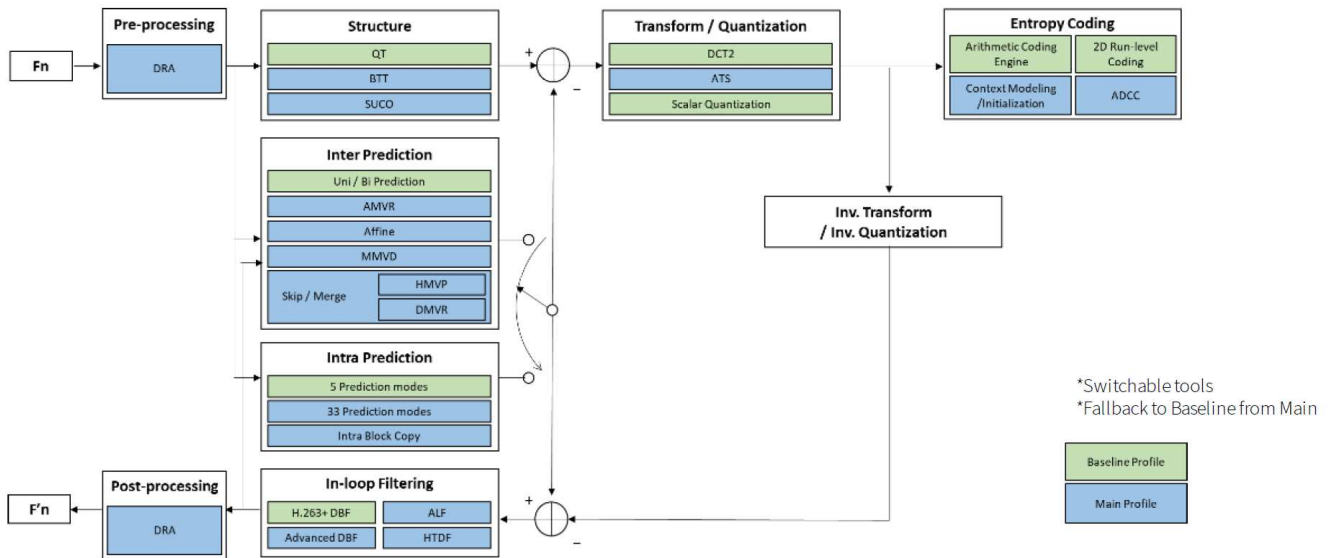 Pre-processing
Structure
Transform / Quantization
Entropy Coding
Fn
DRA
QT
BTT
SUCO
+
−
DCT2
ATS
Scalar Quantization
Arithmetic Coding
Engine
2D Run-level
Coding
Context Modeling
/Initialization
ADCC
Inter Prediction
Uni / Bi Prediction
AMVR
Affine
MMVD
Skip / Merge
HMVP
DMVR
Inv. Transform
/ Inv. Quantization
Intra Prediction
5 Prediction modes
33 Prediction modes
Intra Block Copy
*Switchable tools
*Fallback to Baseline from Main
Baseline Profile
Main Profile
Post-processing
In-loop Filtering
F'n
DRA
H.263+ DBF
ALF
Advanced DBF
HTDF
+
−